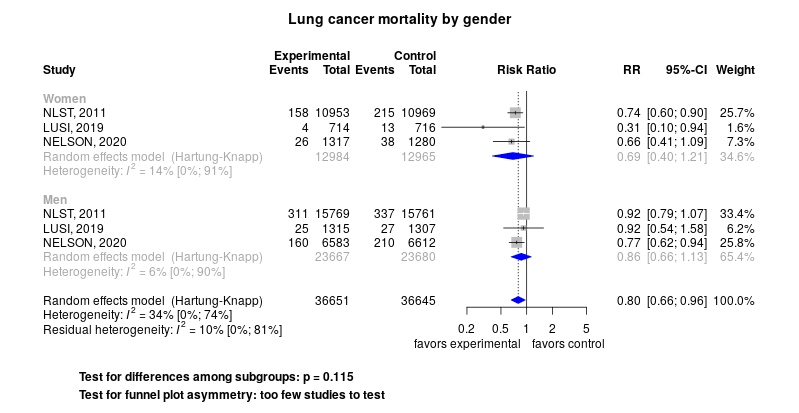 Lung cancer mortality by gender
Experimental Control
Study Events Total Events Total Risk Ratio RR 95%-CI Weight
Women
NLST, 2011 158 10953 215 10969 0.74 [0.60; 0.90] 25.7%
LUSI, 2019 4 714 13 716 0.31 [0.10; 0.94] 1.6%
NELSON, 2020 26 1317 38 1280 0.66 [0.41; 1.09] 7.3%
Random effects model (Hartung-Knapp) 12984 12965 0.69 [0.40; 1.21] 34.6%
Heterogeneity: I² = 14% [0%; 91%]
Men
NLST, 2011 311 15769 337 15761 0.92 [0.79; 1.07] 33.4%
LUSI, 2019 25 1315 27 1307 0.92 [0.54; 1.58] 6.2%
NELSON, 2020 160 6583 210 6612 0.77 [0.62; 0.94] 25.8%
Random effects model (Hartung-Knapp) 23667 23680 0.86 [0.66; 1.13] 65.4%
Heterogeneity: I² = 6% [0%; 90%]
Random effects model (Hartung-Knapp) 36651 36645 0.80 [0.66; 0.96] 100.0%
Heterogeneity: I² = 34% [0%; 74%]
Residual heterogeneity: I² = 10% [0%; 81%]
0.2 0.5 1 2 5
favors experimental favors control
Test for differences among subgroups: p = 0.115
Test for funnel plot asymmetry: too few studies to test